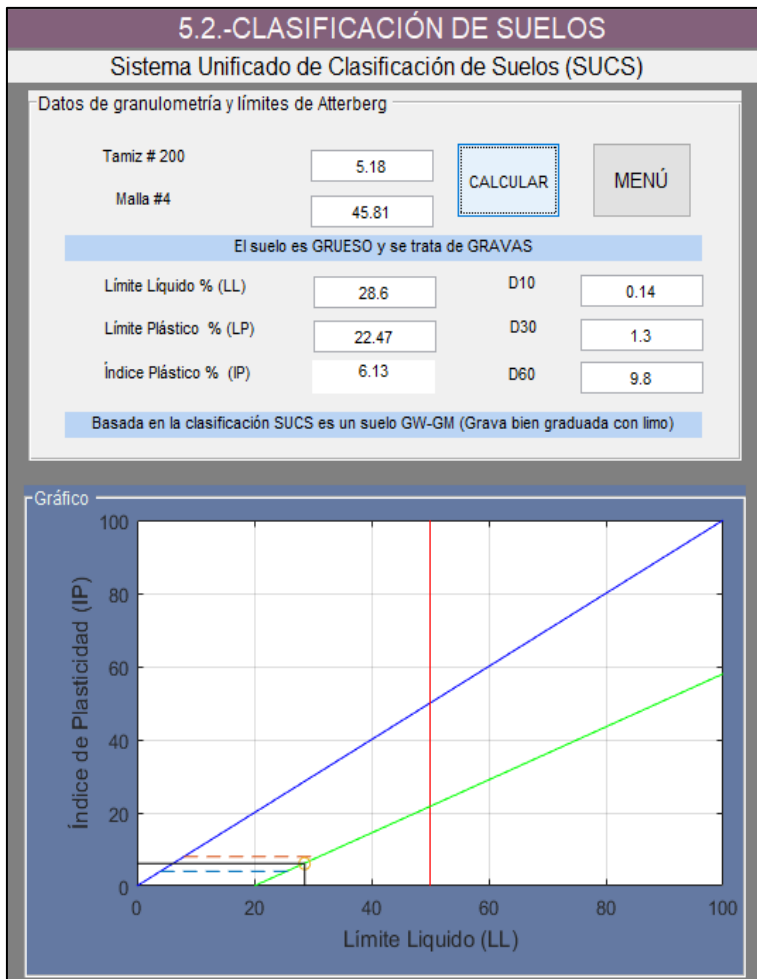 5.2.-CLASIFICACIÓN DE SUELOS
Sistema Unificado de Clasificación de Suelos (SUCS)
Datos de granulometría y límites de Atterberg
Tamiz # 200
5.18
CALCULAR
MENÚ
Malla #4
45.81
El suelo es GRUESO y se trata de GRAVAS
Límite Líquido % (LL)
28.6
D10
0.14
Límite Plástico % (LP)
22.47
D30
1.3
Índice Plástico % (IP)
6.13
D60
9.8
Basada en la clasificación SUCS es un suelo GW-GM (Grava bien graduada con limo)
Gráfico
Índice de Plasticidad (IP)
100
80
60
40
20
0
0 20 40 60 80 100
Límite Liquido (LL)